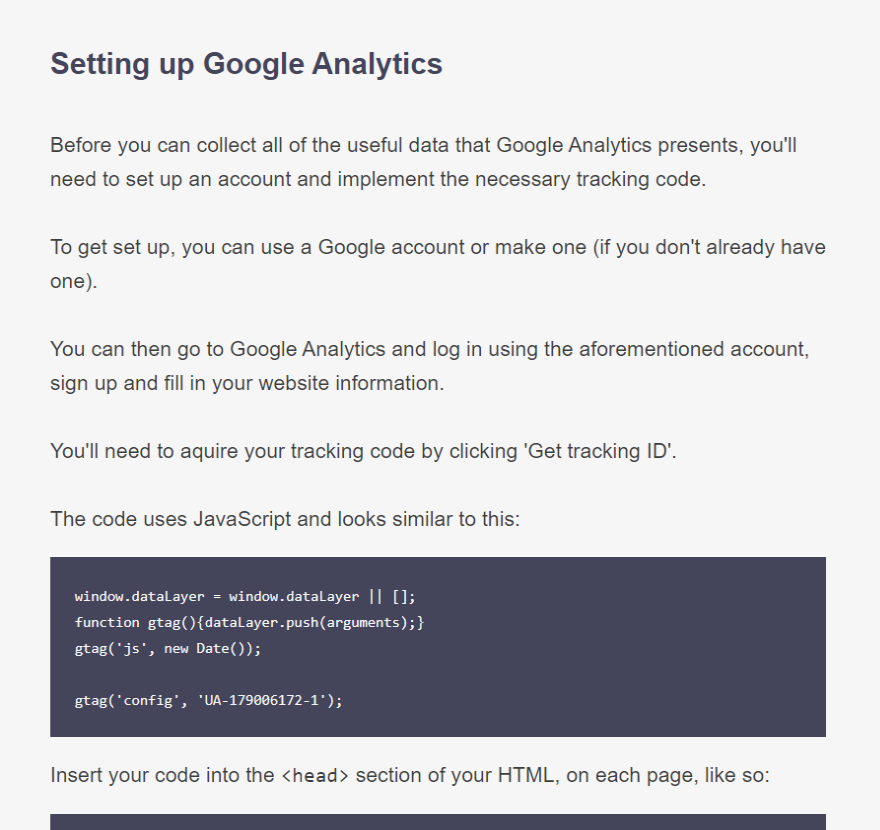 Setting up Google Analytics
Before you can collect all of the useful data that Google Analytics presents, you'll
need to set up an account and implement the necessary tracking code.
To get set up, you can use a Google account or make one (if you don't already have
one).
You can then go to Google Analytics and log in using the aforementioned account,
sign up and fill in your website information.
You'll need to aquire your tracking code by clicking 'Get tracking ID'.
The code uses JavaScript and looks similar to this:
window.dataLayer = window.dataLayer || [];
function gtag(){dataLayer.push(arguments);}
gtag('js', new Date());
gtag('config', 'UA-179006172-1');
Insert your code into the <head> section of your HTML, on each page, like so: